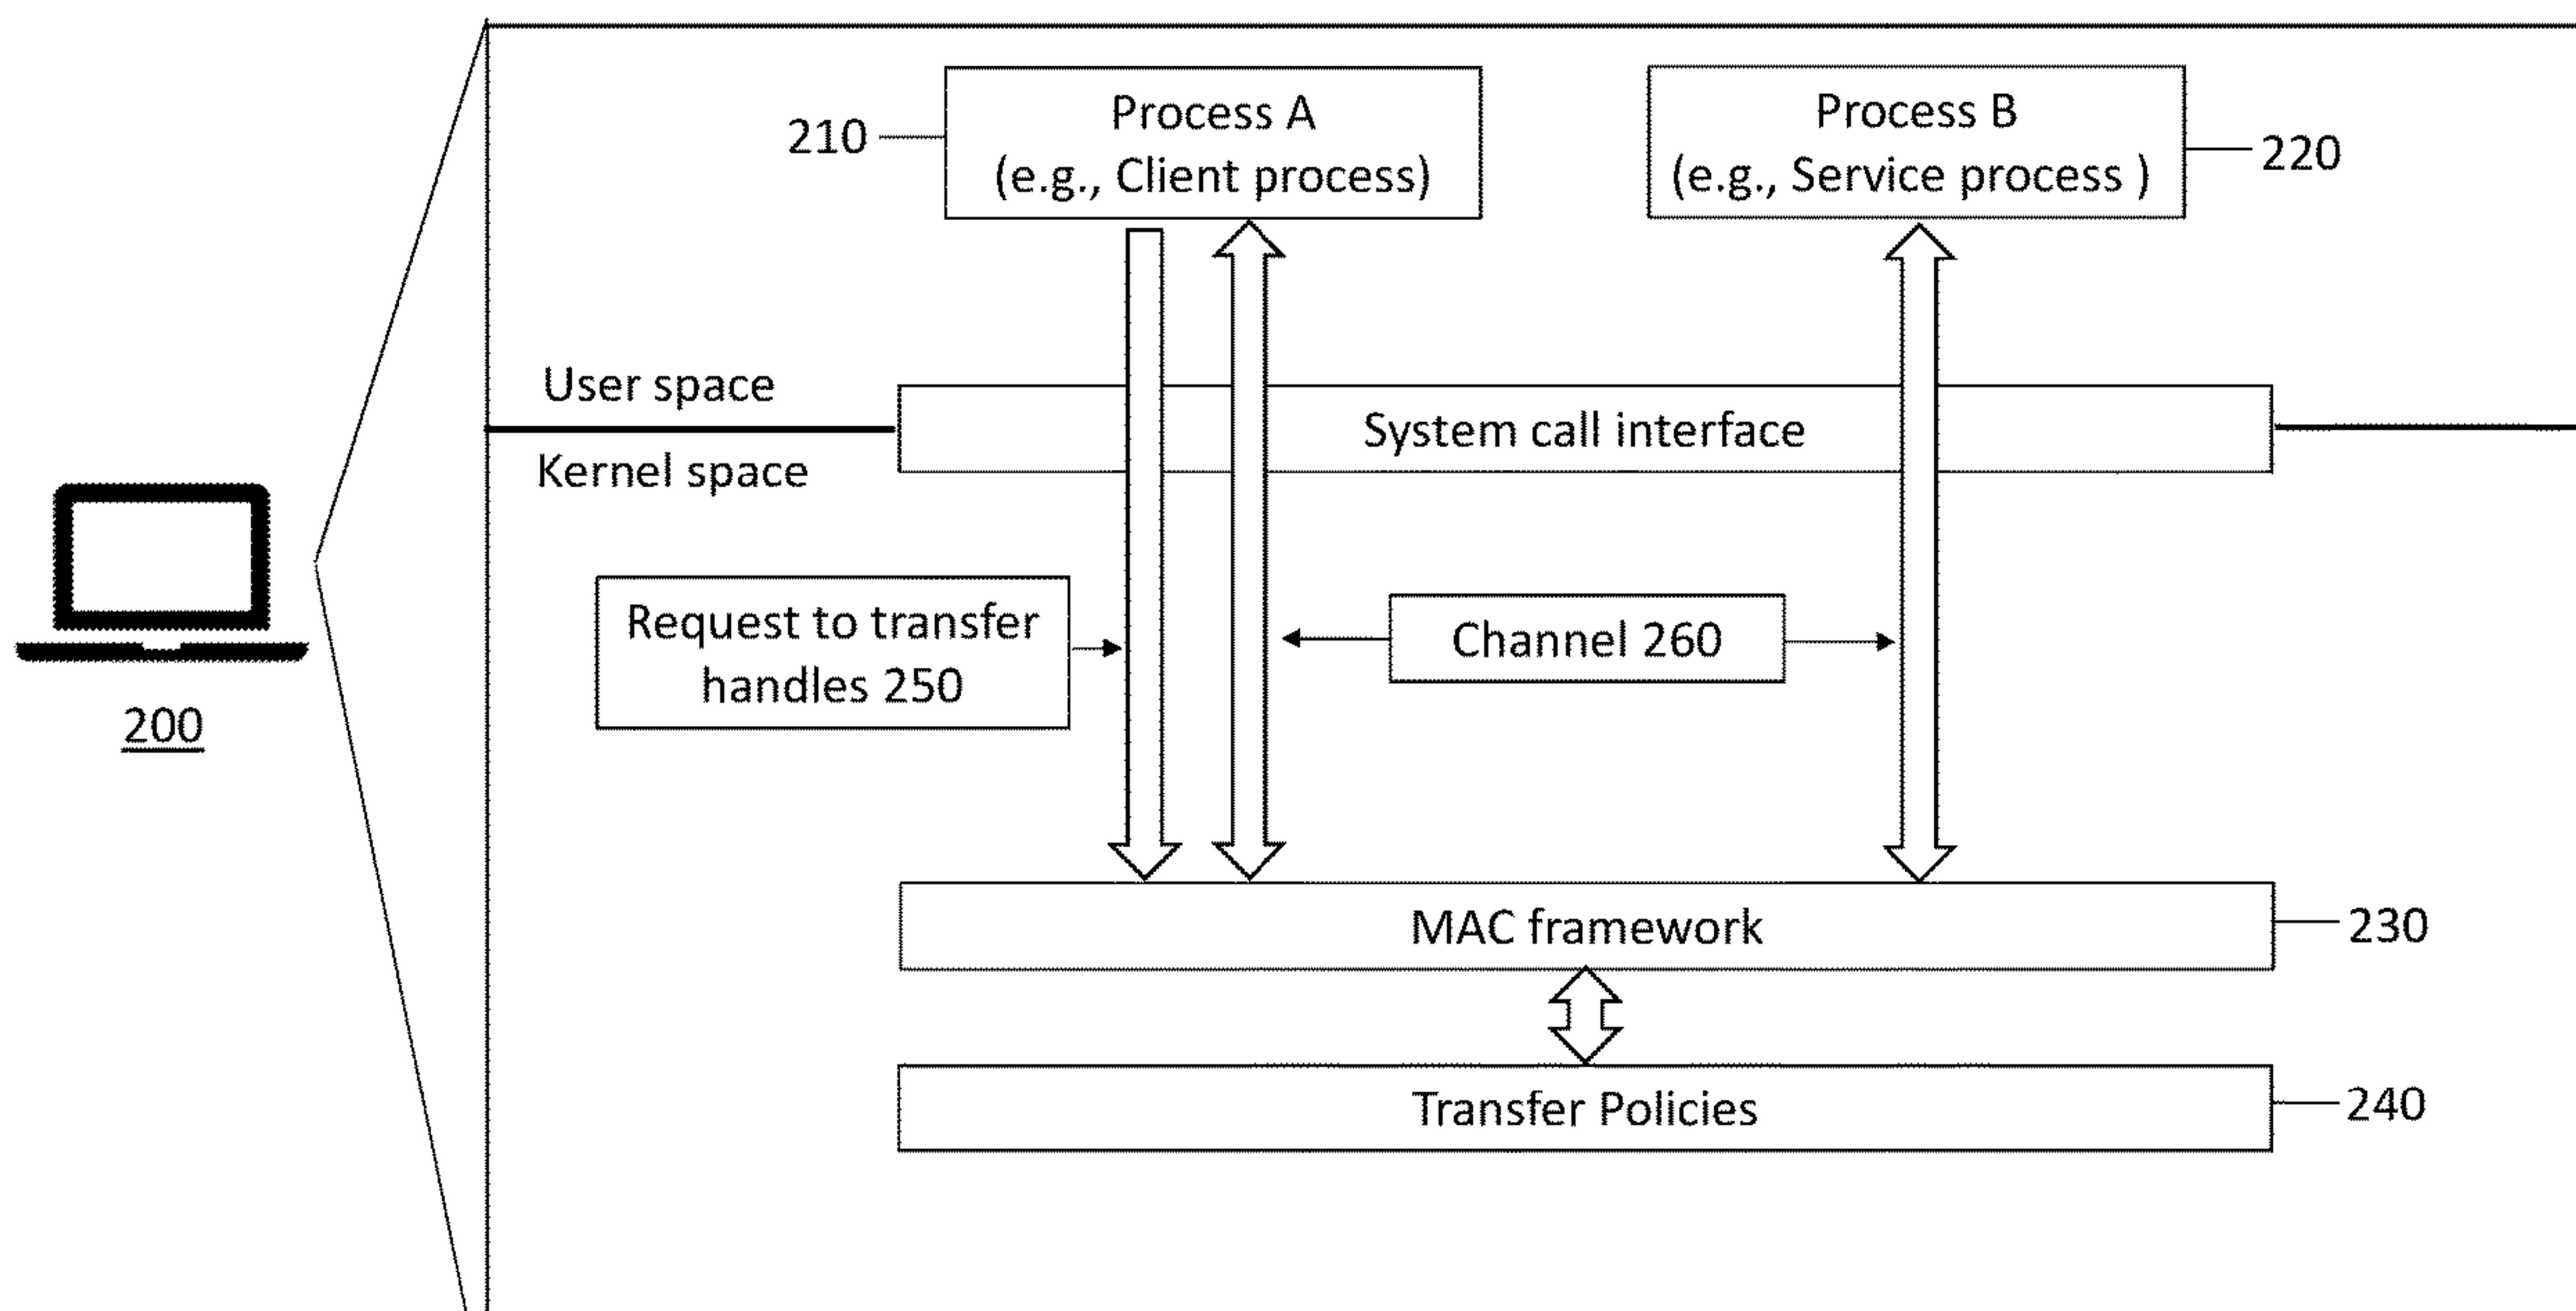 Process A
(e.g., Client process)
210
Process B
(e.g., Service process )
220
User space
Kernel space
System call interface
Request to transfer
handles 250
Channel 260
200
MAC framework
230
Transfer Policies
240